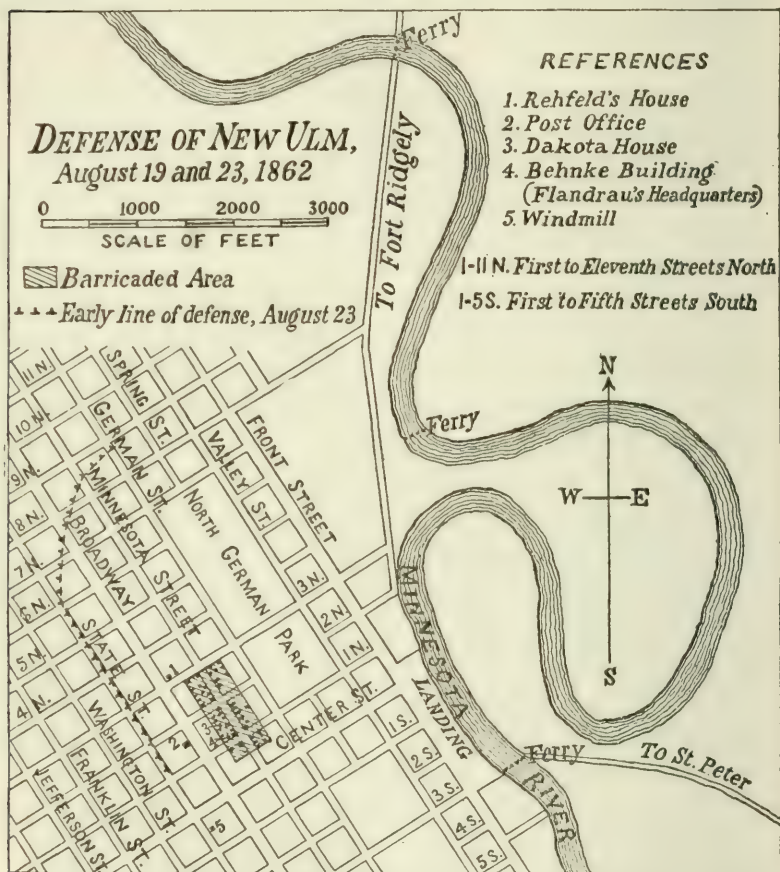 Ferry
REFERENCES
1. Rehfeld's House
2. Post Office
3. Dakota House
4. Behnke Building
(Flandrau's Headquarters)
5. Windmill
1-11 N. First to Eleventh Streets North
1-5 S. First to Fifth Streets South
DEFENSE OF NEW ULM,
August 19 and 23, 1862
0 1000 2000 3000
SCALE OF FEET
Barricaded Area
Early line of defense, August 23
To Fort Ridgely
N
W E
S
Ferry
11 N.
10 N.
9 N.
8 N.
7 N.
6 N.
5 N.
4 N.
SPRING ST.
GERMAN ST.
MINNESOTA STREET
BROADWAY
STATE ST.
WASHINGTON ST.
FRANKLIN ST.
JEFFERSON ST.
VALLEY ST.
FRONT STREET
NORTH GERMAN PARK
3 N.
2 N.
1 N.
CENTER ST.
1 S.
2 S.
3 S.
4 S.
5 S.
1
2
3
4
5
MINNESOTA RIVER
LANDING
Ferry
To St. Peter